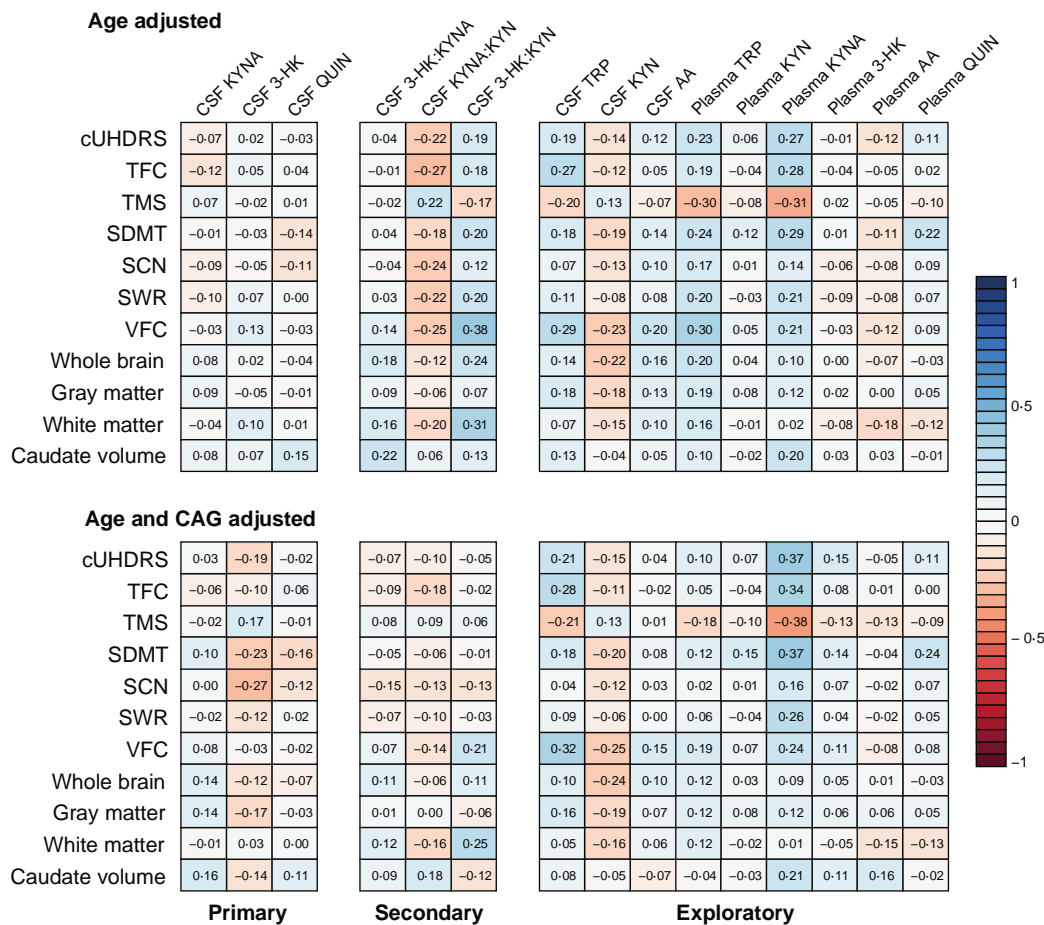 Age adjusted
CSF KYNA CSF 3-HK CSF QUIN CSF 3-HK:KYNA CSF KYNA:KYN CSF 3-HK:KYN CSF TRP CSF KYN CSF AA Plasma TRP Plasma KYN Plasma KYNA Plasma 3-HK Plasma AA Plasma QUIN
cUHDRS −0·07 0·02 −0·03 0·04 −0·22 0·19 0·19 −0·14 0·12 0·23 0·06 0·27 −0·01 −0·12 0·11
TFC −0·12 0·05 0·04 −0·01 −0·27 0·18 0·27 −0·12 0·05 0·19 −0·04 0·28 −0·04 −0·05 0·02
TMS 0·07 −0·02 0·01 −0·02 0·22 −0·17 −0·20 0·13 −0·07 −0·30 −0·08 −0·31 0·02 −0·05 −0·10
SDMT −0·01 −0·03 −0·14 0·04 −0·18 0·20 0·18 −0·19 0·14 0·24 0·12 0·29 0·01 −0·11 0·22
SCN −0·09 −0·05 −0·11 −0·04 −0·24 0·12 0·07 −0·13 0·10 0·17 0·01 0·14 −0·06 −0·08 0·09
SWR −0·10 0·07 0·00 0·03 −0·22 0·20 0·11 −0·08 0·08 0·20 −0·03 0·21 −0·09 −0·08 0·07
VFC −0·03 0·13 −0·03 0·14 −0·25 0·38 0·29 −0·23 0·20 0·30 0·05 0·21 −0·03 −0·12 0·09
Whole brain 0·08 0·02 −0·04 0·18 −0·12 0·24 0·14 −0·22 0·16 0·20 0·04 0·10 0·00 −0·07 −0·03
Gray matter 0·09 −0·05 −0·01 0·09 −0·06 0·07 0·18 −0·18 0·13 0·19 0·08 0·12 0·02 0·00 0·05
White matter −0·04 0·10 0·01 0·16 −0·20 0·31 0·07 −0·15 0·10 0·16 −0·01 0·02 −0·08 −0·18 −0·12
Caudate volume 0·08 0·07 0·15 0·22 0·06 0·13 0·13 −0·04 0·05 0·10 −0·02 0·20 0·03 0·03 −0·01
1
0·5
0
− 0·5
−1
Age and CAG adjusted
cUHDRS 0·03 −0·19 −0·02 −0·07 −0·10 −0·05 0·21 −0·15 0·04 0·10 0·07 0·37 0·15 −0·05 0·11
TFC −0·06 −0·10 0·06 −0·09 −0·18 −0·02 0·28 −0·11 −0·02 0·05 −0·04 0·34 0·08 0·01 0·00
TMS −0·02 0·17 −0·01 0·08 0·09 0·06 −0·21 0·13 0·01 −0·18 −0·10 −0·38 −0·13 −0·13 −0·09
SDMT 0·10 −0·23 −0·16 −0·05 −0·06 −0·01 0·18 −0·20 0·08 0·12 0·15 0·37 0·14 −0·04 0·24
SCN 0·00 −0·27 −0·12 −0·15 −0·13 −0·13 0·04 −0·12 0·03 0·02 0·01 0·16 0·07 −0·02 0·07
SWR −0·02 −0·12 0·02 −0·07 −0·10 −0·03 0·09 −0·06 0·00 0·06 −0·04 0·26 0·04 −0·02 0·05
VFC 0·08 −0·03 −0·02 0·07 −0·14 0·21 0·32 −0·25 0·15 0·19 0·07 0·24 0·11 −0·08 0·08
Whole brain 0·14 −0·12 −0·07 0·11 −0·06 0·11 0·10 −0·24 0·10 0·12 0·03 0·09 0·05 0·01 −0·03
Gray matter 0·14 −0·17 −0·03 0·01 0·00 −0·06 0·16 −0·19 0·07 0·12 0·08 0·12 0·06 0·06 0·05
White matter −0·01 0·03 0·00 0·12 −0·16 0·25 0·05 −0·16 0·06 0·12 −0·02 0·01 −0·05 −0·15 −0·13
Caudate volume 0·16 −0·14 0·11 0·09 0·18 −0·12 0·08 −0·05 −0·07 −0·04 −0·03 0·21 0·11 0·16 −0·02
Primary Secondary Exploratory